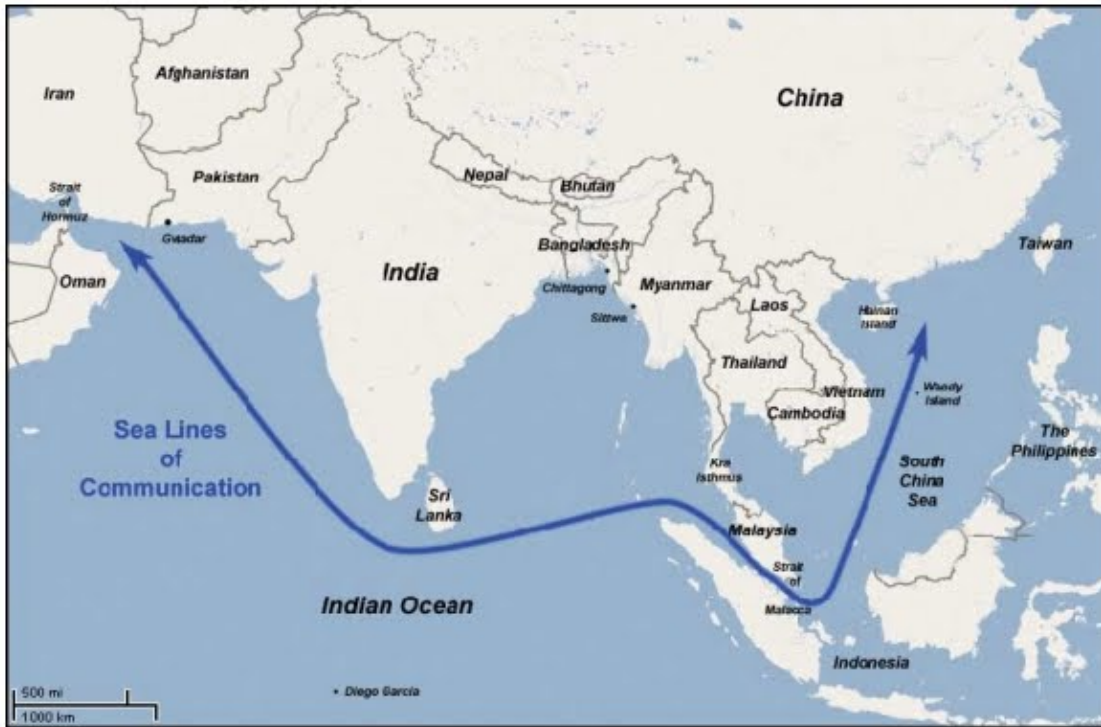 Afghanistan
Iran
China
Pakistan
Nepal
Bhutan
Strait
of
Hormuz
Gwadar
Oman
India
Bangladesh
Chittagong
Myanmar
Sittwe
Laos
Hainan
Island
Taiwan
Thailand
Vietnam
Cambodia
Woody
Island
The
Philippines
Sea Lines
of
Communication
Kra
Isthmus
South
China
Sea
Sri
Lanka
Malaysia
Strait
of
Malacca
Indian Ocean
Indonesia
Diego Garcia
500 mi
1000 km